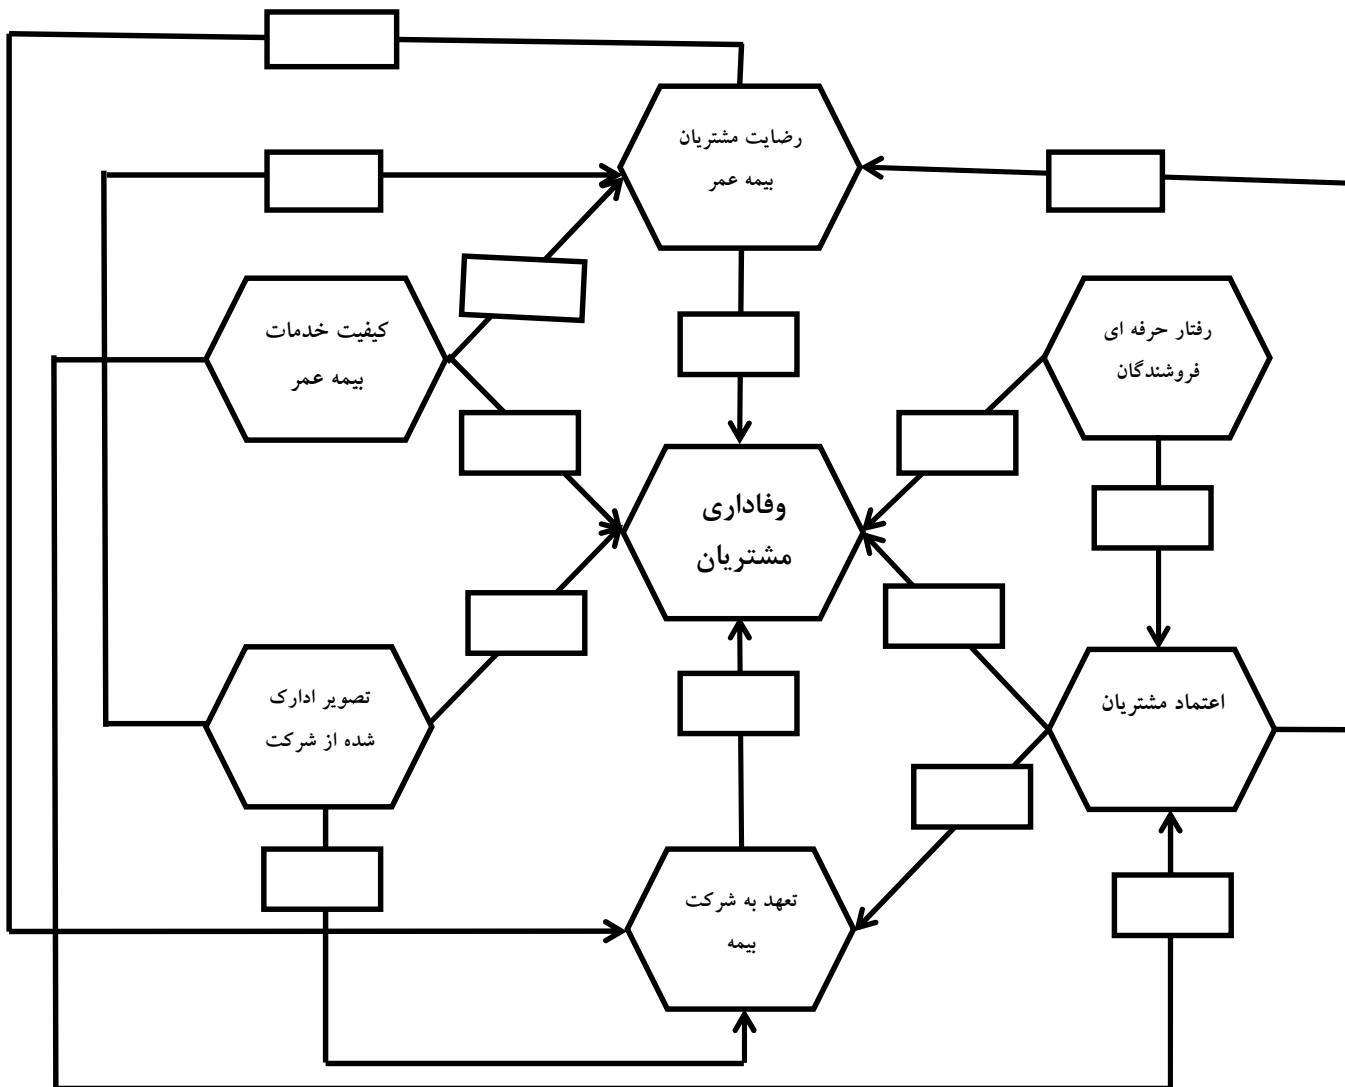 رضایت مشتریان
بیمه عمر
رفتار حرفه ای
فروشندگان
کیفیت خدمات
بیمه عمر
وفاداری
مشتریان
اعتماد مشتریان
تصویر ادارک
شده از شرکت
تعهد به شرکت
بیمه